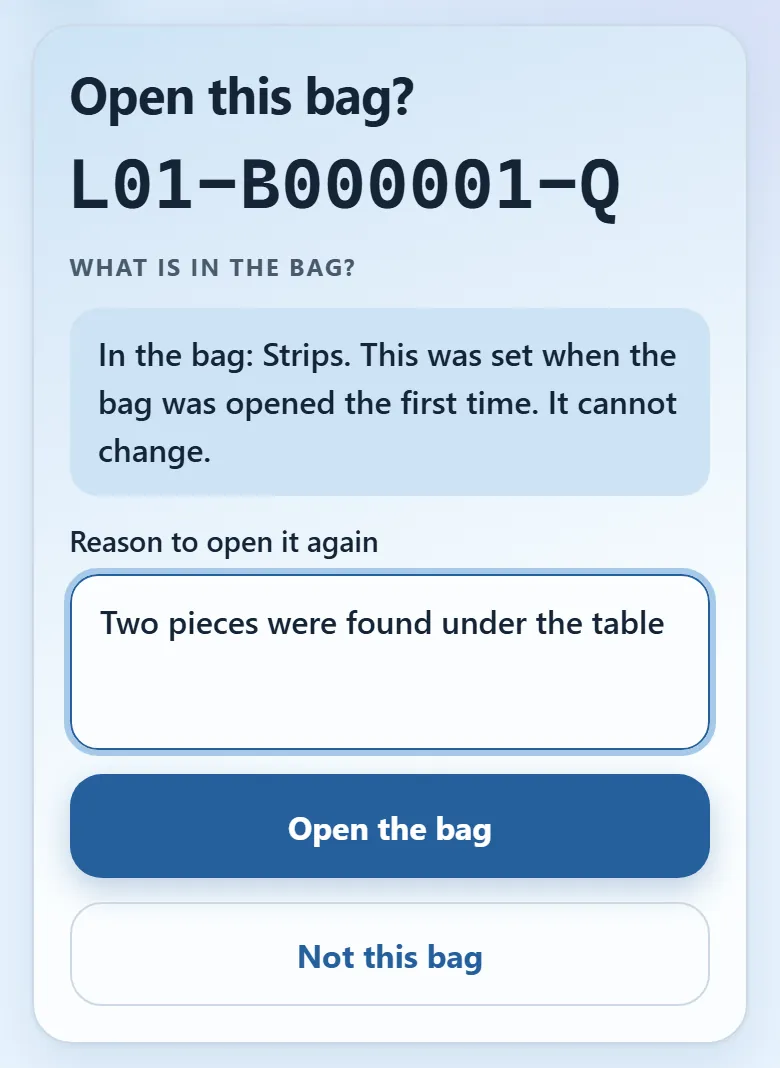 Open this bag?
L01-B000001-Q
WHAT IS IN THE BAG?
In the bag: Strips. This was set when the
bag was opened the first time. It cannot
change.
Reason to open it again
Two pieces were found under the table
Open the bag
Not this bag